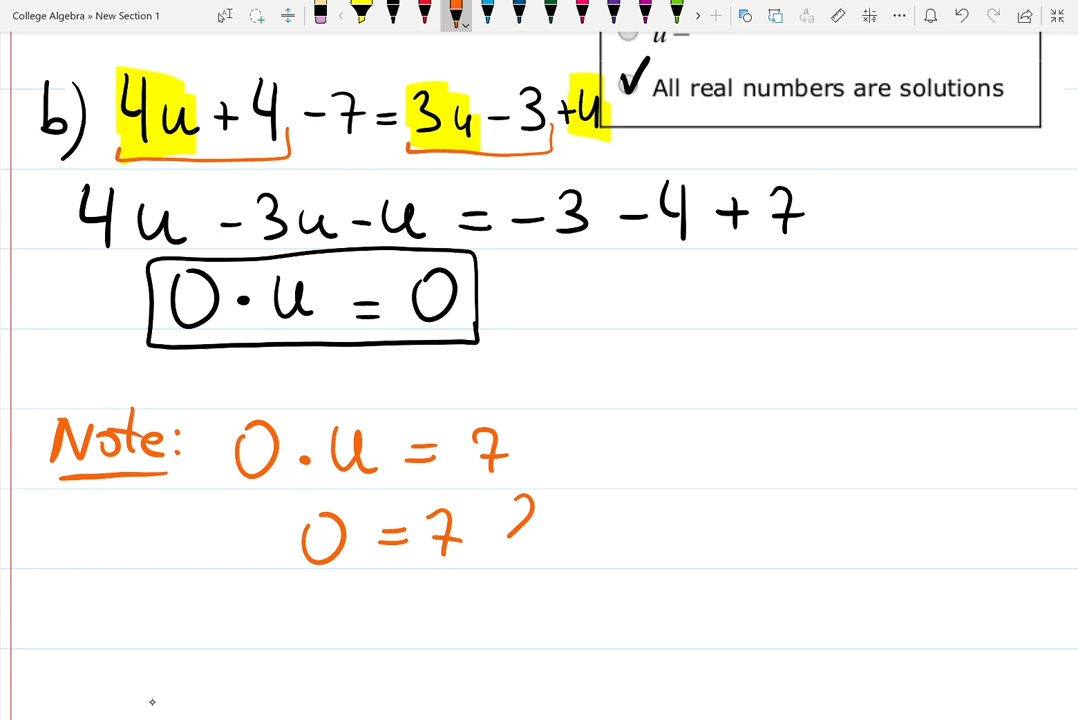 College Algebra » New Section 1
u =
All real numbers are solutions
b) 4u + 4 - 7 = 3u - 3 + u
4u - 3u - u = -3 - 4 + 7
0 · u = 0
Note: 0 · u = 7
0 = 7 ?